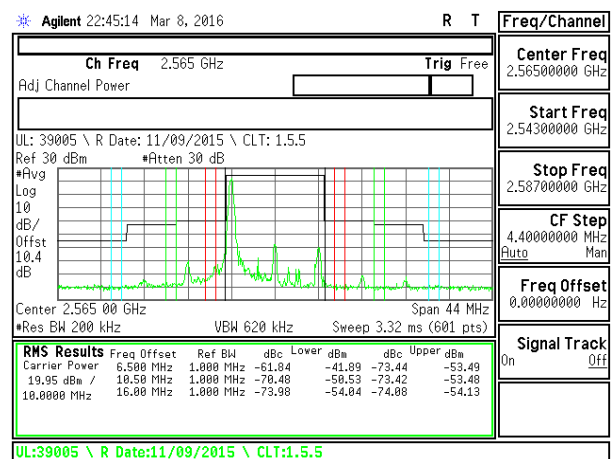 Agilent 22:45:14 Mar 8, 2016 R T
Freq/Channel
Ch Freq 2.565 GHz Trig Free
Adj Channel Power
Center Freq
2.56500000 GHz
Start Freq
2.54300000 GHz
Stop Freq
2.58700000 GHz
CF Step
4.40000000 MHz
Auto Man
Freq Offset
0.00000000 Hz
Signal Track
On Off
UL: 39005 \ R Date: 11/09/2015 \ CLT: 1.5.5
Ref 30 dBm #Atten 30 dB
#Avg
Log
10
dB/
Offst
10.4
dB
Center 2.565 00 GHz Span 44 MHz
#Res BW 200 kHz VBW 620 kHz Sweep 3.32 ms (601 pts)
RMS Results Freq Offset Ref BW dBc Lower dBm dBc Upper dBm
Carrier Power 6.500 MHz 1.000 MHz -61.84 -41.89 -73.44 -53.49
19.95 dBm / 10.50 MHz 1.000 MHz -70.48 -50.53 -73.42 -53.48
10.0000 MHz 16.00 MHz 1.000 MHz -73.98 -54.04 -74.08 -54.13
UL:39005 \ R Date:11/09/2015 \ CLT:1.5.5